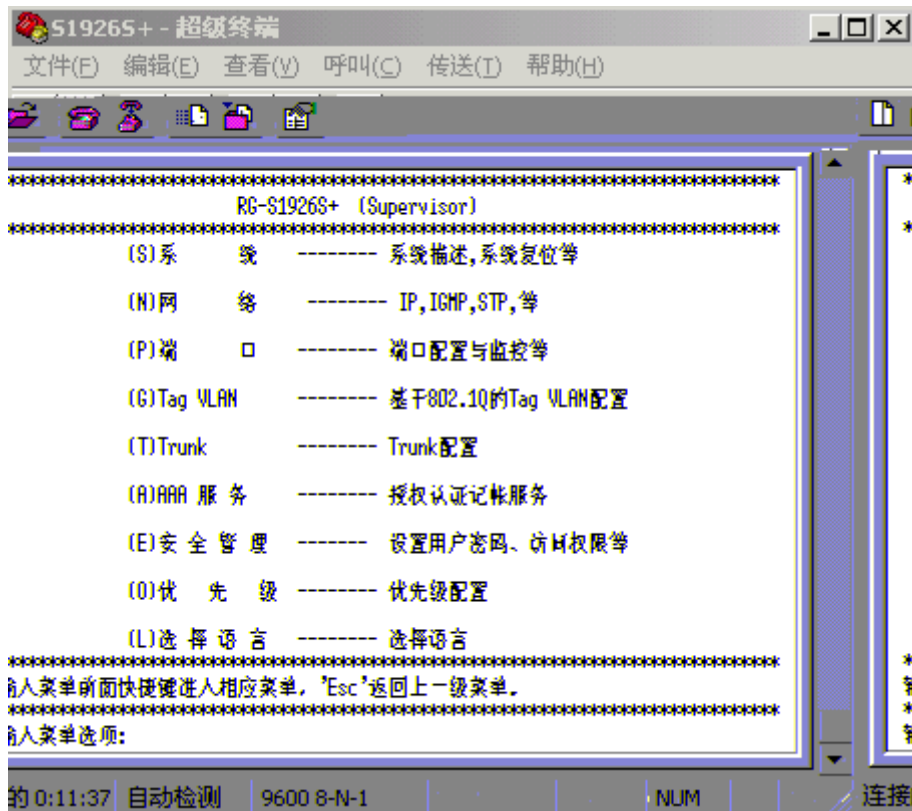 S1926S+ - 超级终端
文件(F) 编辑(E) 查看(V) 呼叫(C) 传送(T) 帮助(H)
********************************************************************************
RG-S1926S+ (Supervisor)
********************************************************************************
(S)系 统 -------- 系统描述,系统复位等
(N)网 络 -------- IP,IGMP,STP,等
(P)端 口 -------- 端口配置与监控等
(G)Tag VLAN -------- 基于802.1Q的Tag VLAN配置
(T)Trunk -------- Trunk配置
(A)AAA 服 务 -------- 授权认证记帐服务
(E)安 全 管 理 ------- 设置用户密码、访问权限等
(O)优 先 级 -------- 优先级配置
(L)选 择 语 言 -------- 选择语言
********************************************************************************
输入菜单前面快捷键进入相应菜单, 'Esc'返回上一级菜单.
********************************************************************************
输入菜单选项:
的 0:11:37 自动检测 9600 8-N-1 NUM 连接